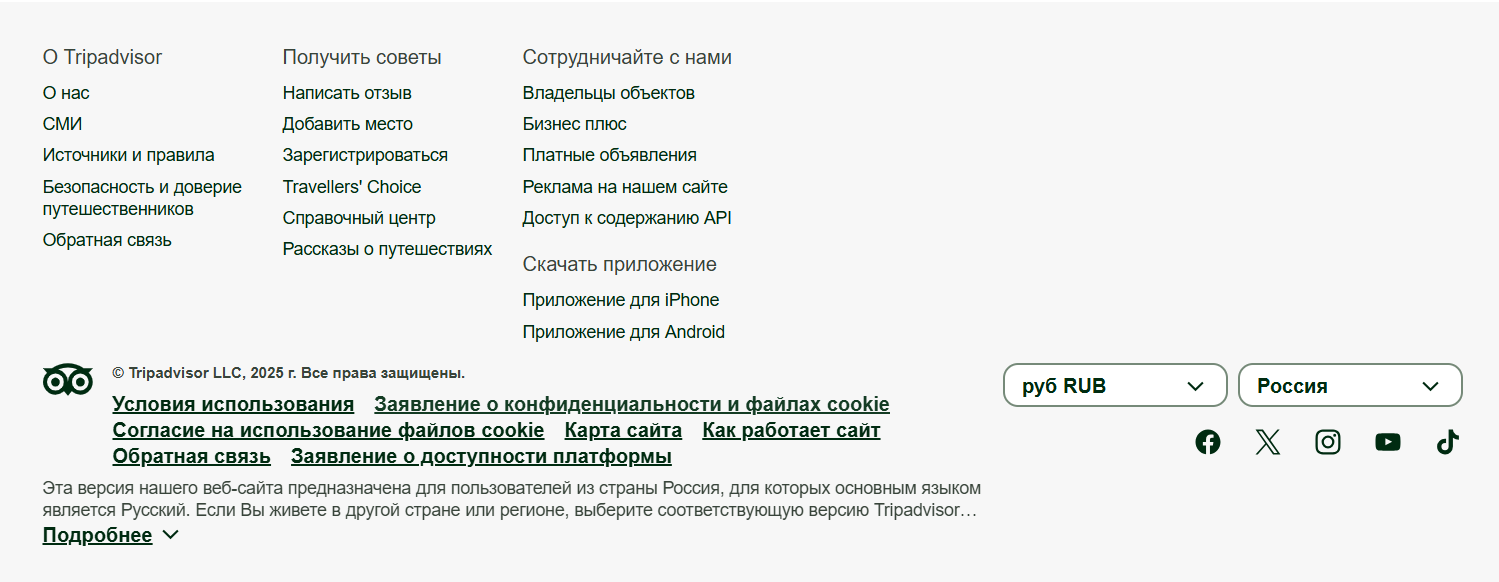 О Tripadvisor
О нас
СМИ
Источники и правила
Безопасность и доверие
путешественников
Обратная связь
Получить советы
Написать отзыв
Добавить место
Зарегистрироваться
Travellers' Choice
Справочный центр
Рассказы о путешествиях
Сотрудничайте с нами
Владельцы объектов
Бизнес плюс
Платные объявления
Реклама на нашем сайте
Доступ к содержанию API
Скачать приложение
Приложение для iPhone
Приложение для Android
© Tripadvisor LLC, 2025 г. Все права защищены.
Условия использования Заявление о конфиденциальности и файлах cookie
Согласие на использование файлов cookie Карта сайта Как работает сайт
Обратная связь Заявление о доступности платформы
Эта версия нашего веб-сайта предназначена для пользователей из страны Россия, для которых основным языком
является Русский. Если Вы живете в другой стране или регионе, выберите соответствующую версию Tripadvisor…
Подробнее
руб RUB
Россия